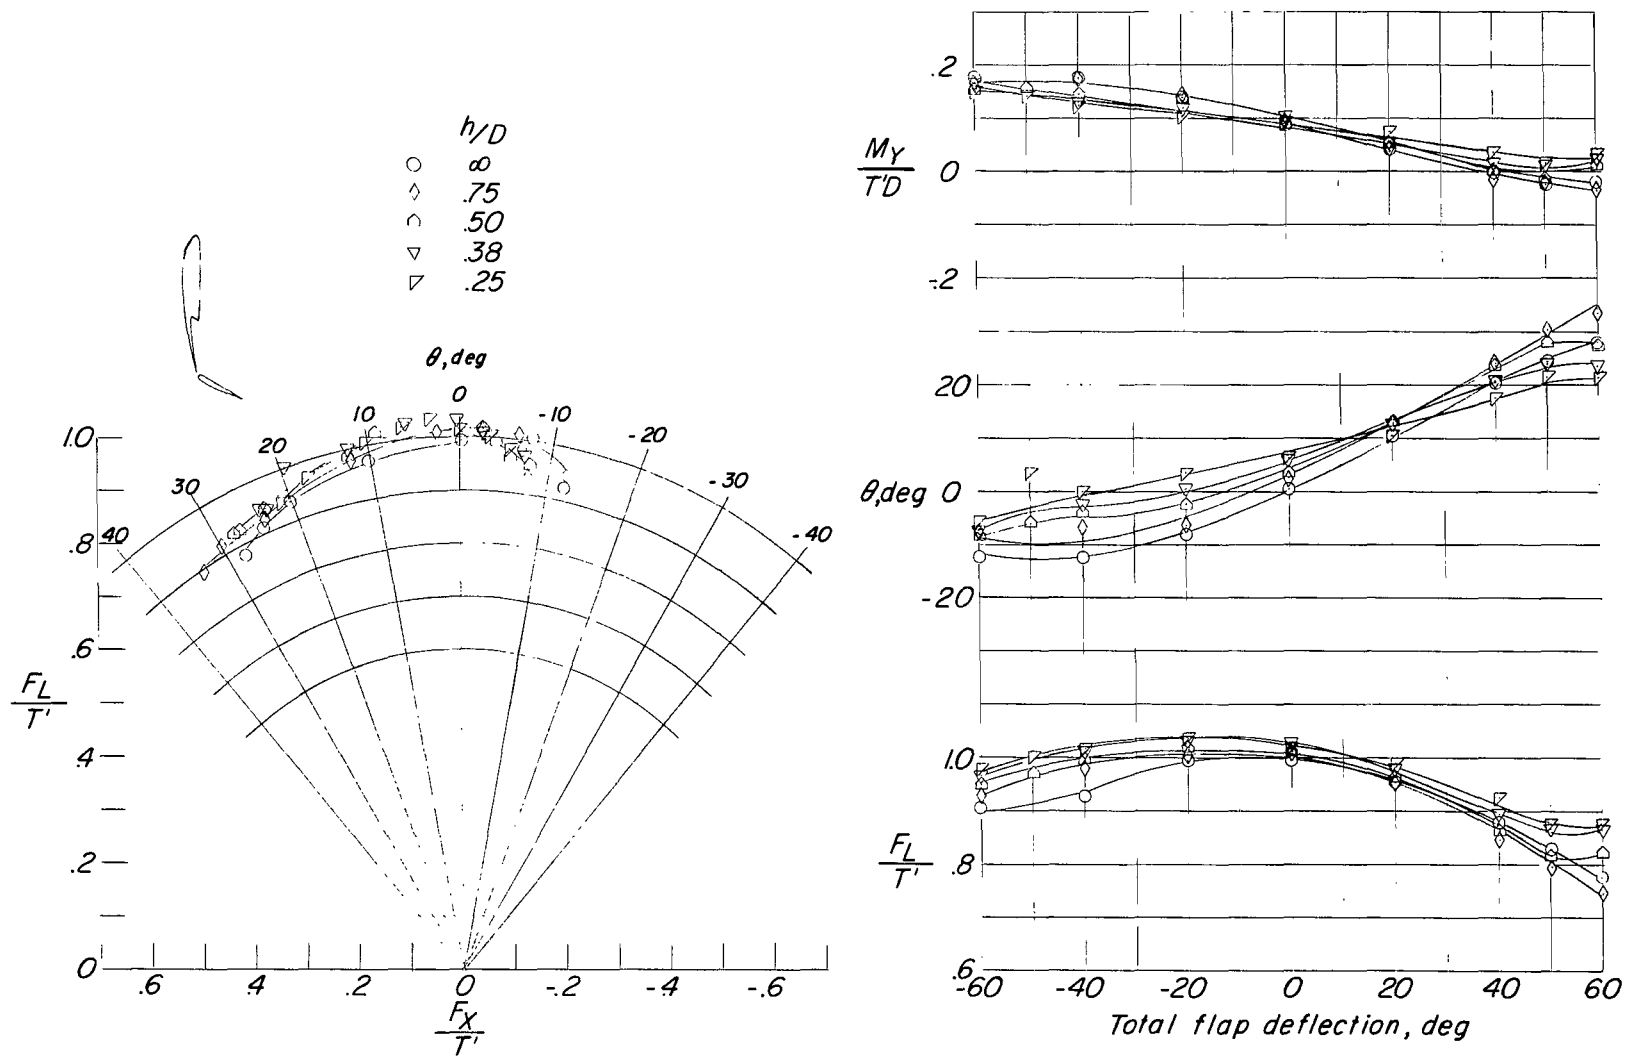 h/D
∞
.75
.50
.38
.25
θ,deg
0
10
20
30
40
-10
-20
-30
-40
1.0
.8
.6
.4
.2
0
F_L/T'
.6 .4 .2 0 -.2 -.4 -.6
F_X/T'
.2
0
-.2
M_Y/T'D
20
θ,deg 0
-20
1.0
.8
.6
F_L/T'
-60 -40 -20 0 20 40 60
Total flap deflection, deg